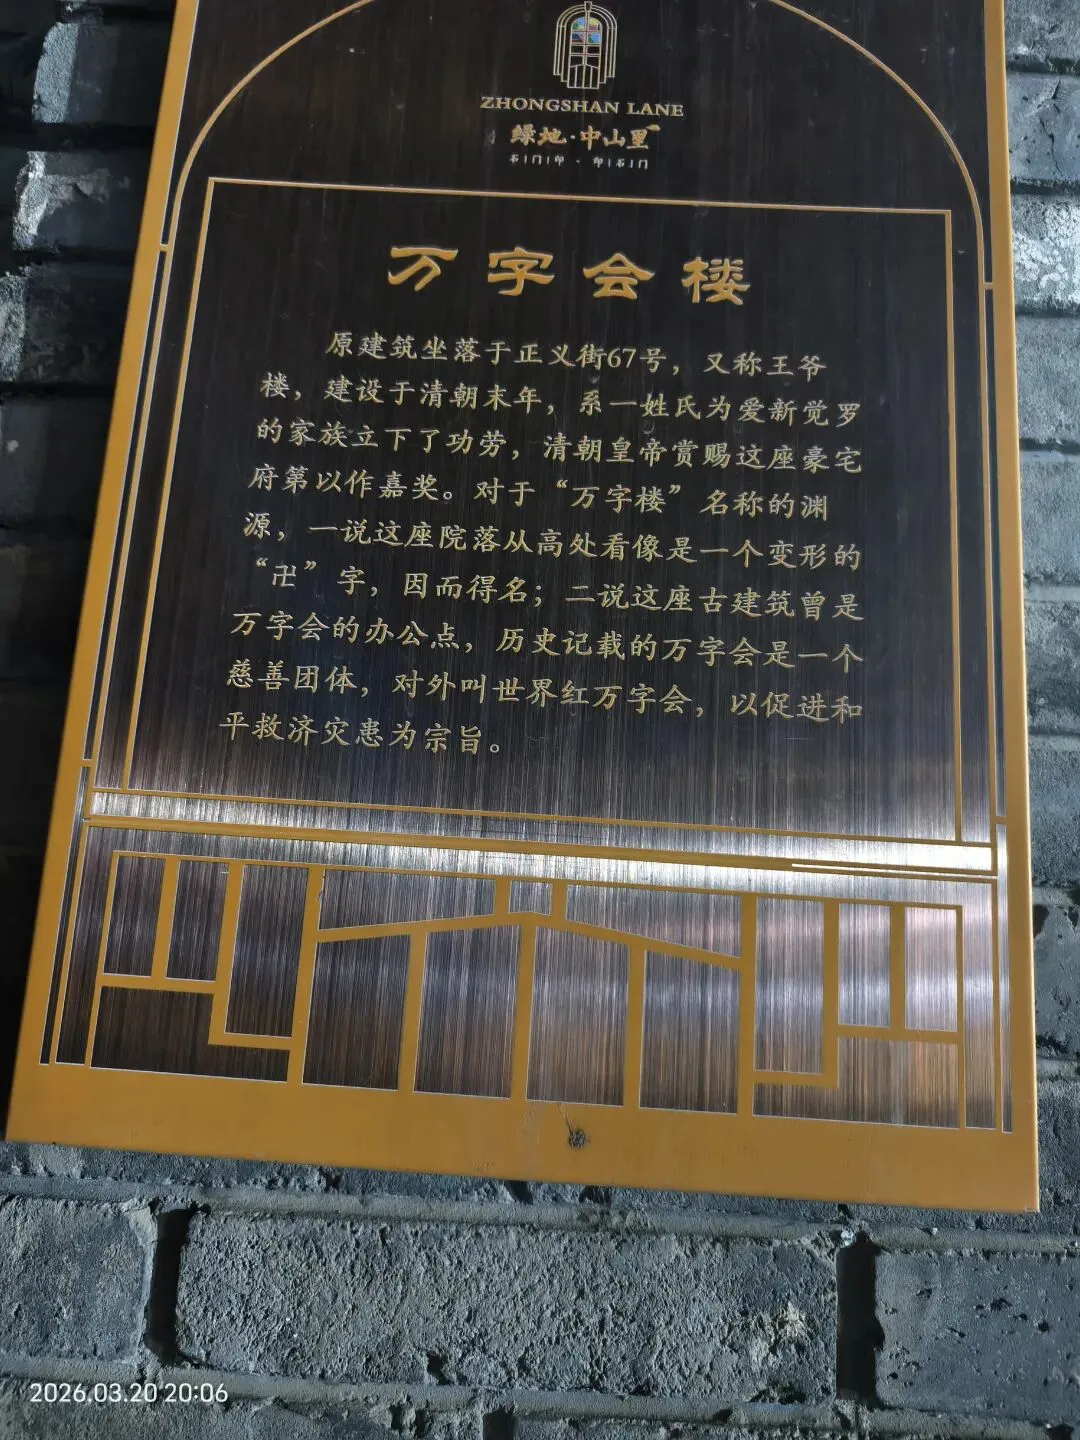 ZHONGSHAN LANE
绿地·中山里
石门印·印石门
万字会楼
原建筑坐落于正义街67号，又称王爷
楼，建设于清朝末年，系一姓氏为爱新觉罗
的家族立下了功劳，清朝皇帝赏赐这座豪宅
府第以作嘉奖。对于“万字楼”名称的渊
源，一说这座院落从高处看像是一个变形的
“卍”字，因而得名；二说这座古建筑曾是
万字会的办公点，历史记载的万字会是一个
慈善团体，对外叫世界红万字会，以促进和
平救济灾患为宗旨。
2026.03.20 20:06